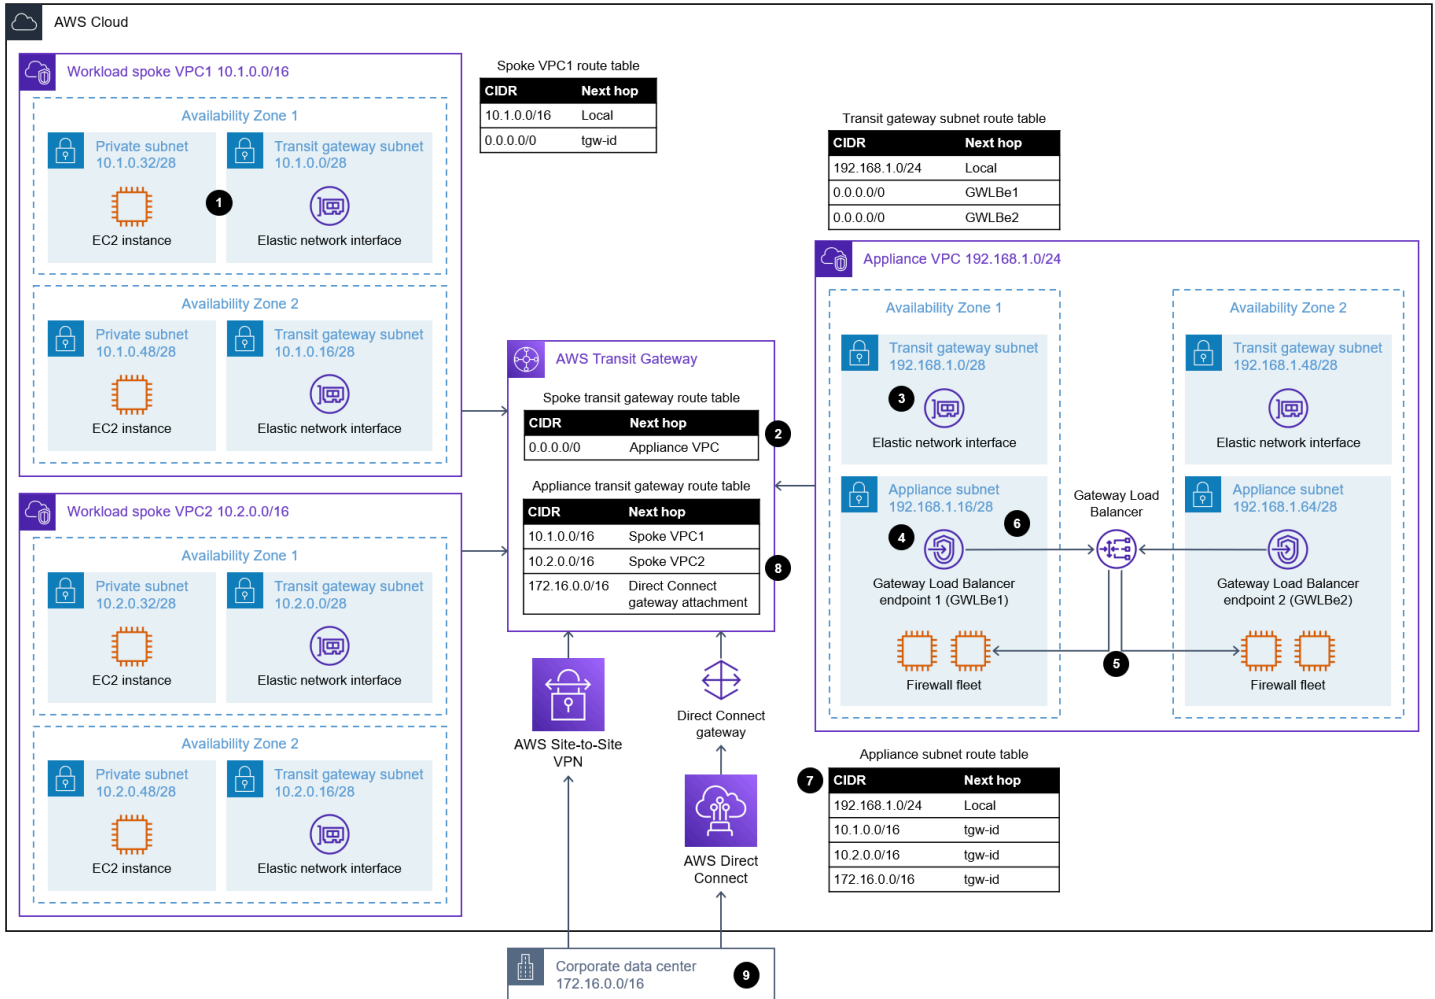 AWS Cloud
Workload spoke VPC1 10.1.0.0/16
Availability Zone 1
Private subnet
10.1.0.32/28
EC2 instance
1
Transit gateway subnet
10.1.0.0/28
Elastic network interface
Availability Zone 2
Private subnet
10.1.0.48/28
EC2 instance
Transit gateway subnet
10.1.0.16/28
Elastic network interface
Workload spoke VPC2 10.2.0.0/16
Availability Zone 1
Private subnet
10.2.0.32/28
EC2 instance
Transit gateway subnet
10.2.0.0/28
Elastic network interface
Availability Zone 2
Private subnet
10.2.0.48/28
EC2 instance
Transit gateway subnet
10.2.0.16/28
Elastic network interface
Spoke VPC1 route table
CIDR Next hop
10.1.0.0/16 Local
0.0.0.0/0 tgw-id
AWS Transit Gateway
Spoke transit gateway route table
CIDR Next hop
0.0.0.0/0 Appliance VPC
2
Appliance transit gateway route table
CIDR Next hop
10.1.0.0/16 Spoke VPC1
10.2.0.0/16 Spoke VPC2
172.16.0.0/16 Direct Connect
gateway attachment
8
AWS Site-to-Site
VPN
Direct Connect
gateway
AWS Direct
Connect
Corporate data center
172.16.0.0/16
9
Transit gateway subnet route table
CIDR Next hop
192.168.1.0/24 Local
0.0.0.0/0 GWLBe1
0.0.0.0/0 GWLBe2
Appliance VPC 192.168.1.0/24
Availability Zone 1
Transit gateway subnet
192.168.1.0/28
3
Elastic network interface
Appliance subnet
192.168.1.16/28
4
6
Gateway Load Balancer
endpoint 1 (GWLBe1)
Firewall fleet
Gateway Load
Balancer
5
Availability Zone 2
Transit gateway subnet
192.168.1.48/28
Elastic network interface
Appliance subnet
192.168.1.64/28
Gateway Load Balancer
endpoint 2 (GWLBe2)
Firewall fleet
Appliance subnet route table
7
CIDR Next hop
192.168.1.0/24 Local
10.1.0.0/16 tgw-id
10.2.0.0/16 tgw-id
172.16.0.0/16 tgw-id